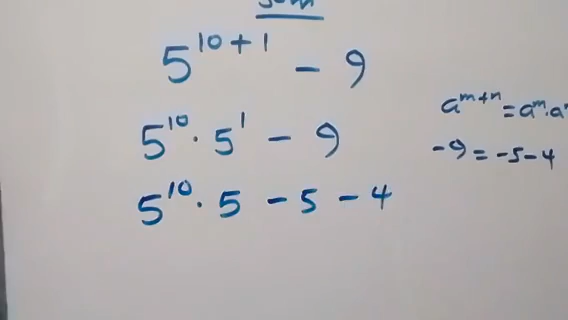 5^{10+1} - 9
5^{10} · 5^{1} - 9
5^{10} · 5 - 5 - 4
a^{m+n} = a^{m} · a
-9 = -5 - 4